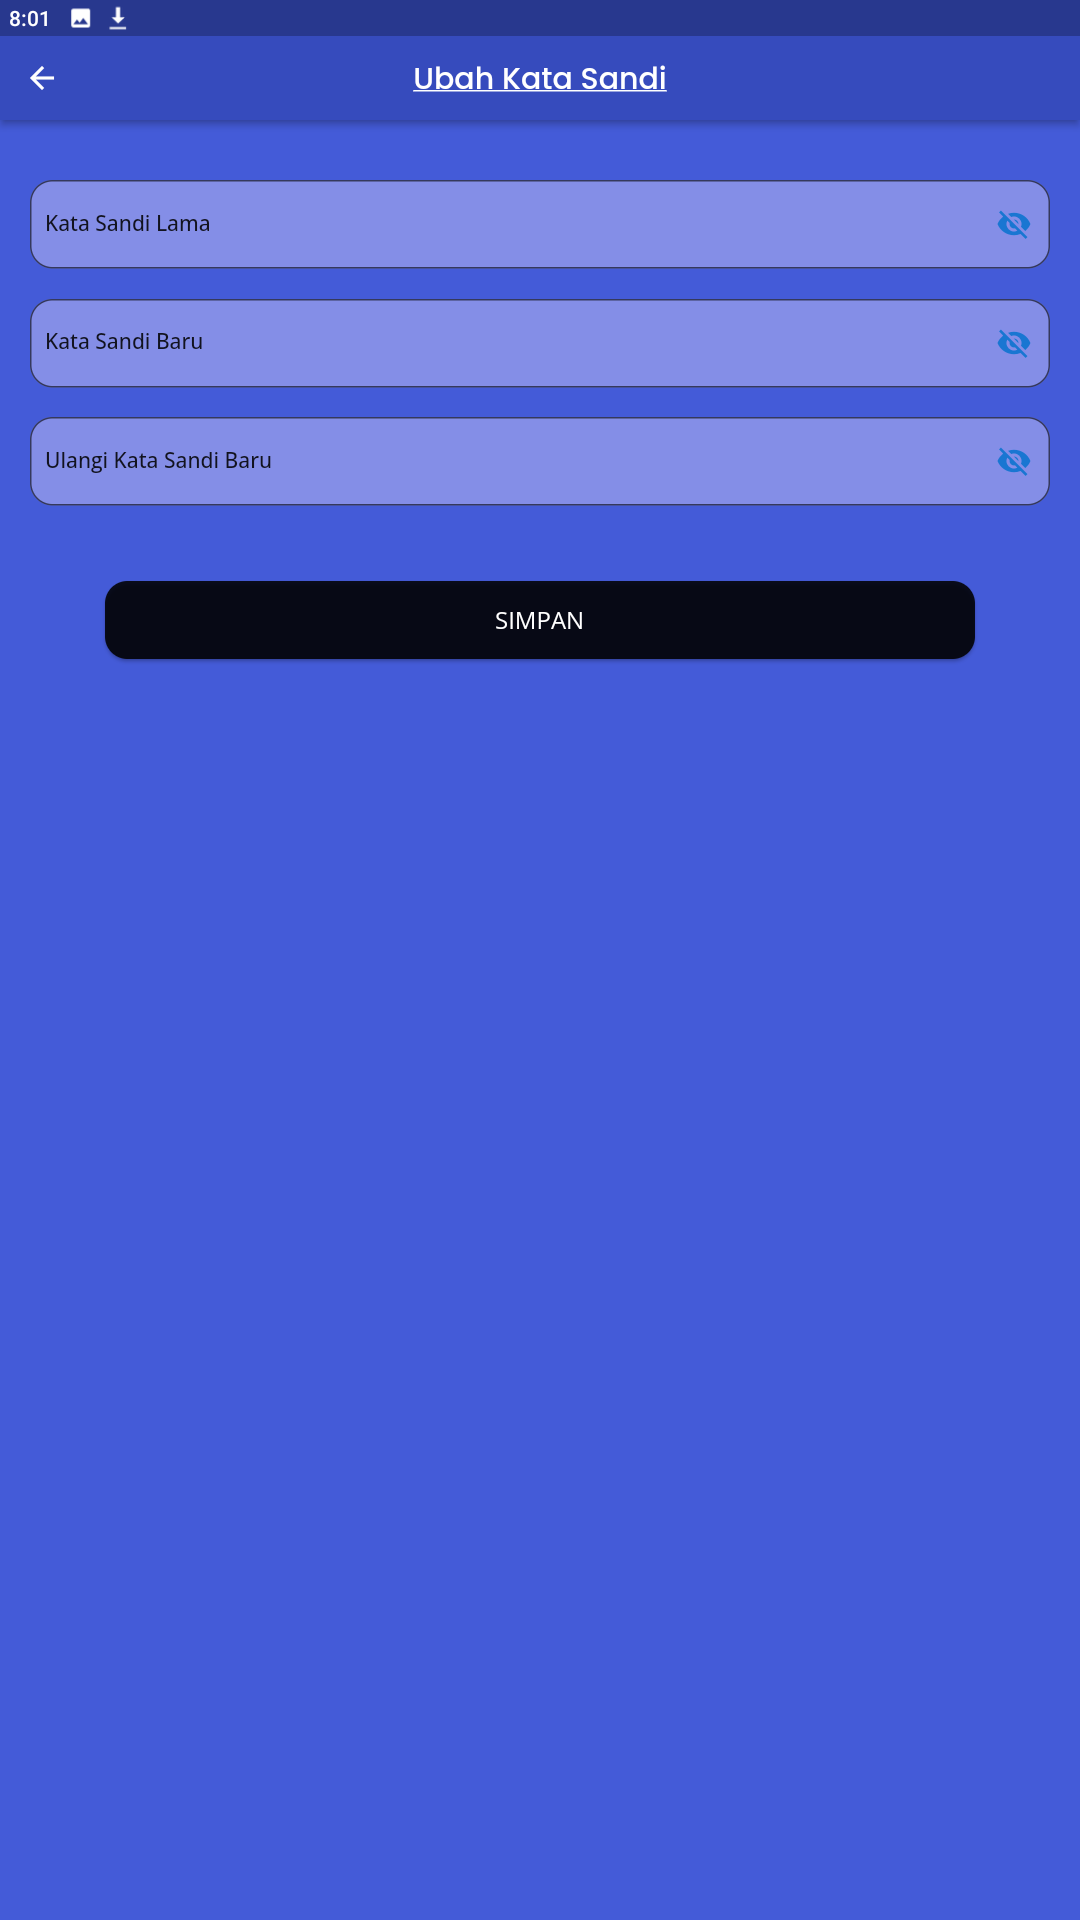 8:01
Ubah Kata Sandi
Kata Sandi Lama
Kata Sandi Baru
Ulangi Kata Sandi Baru
SIMPAN